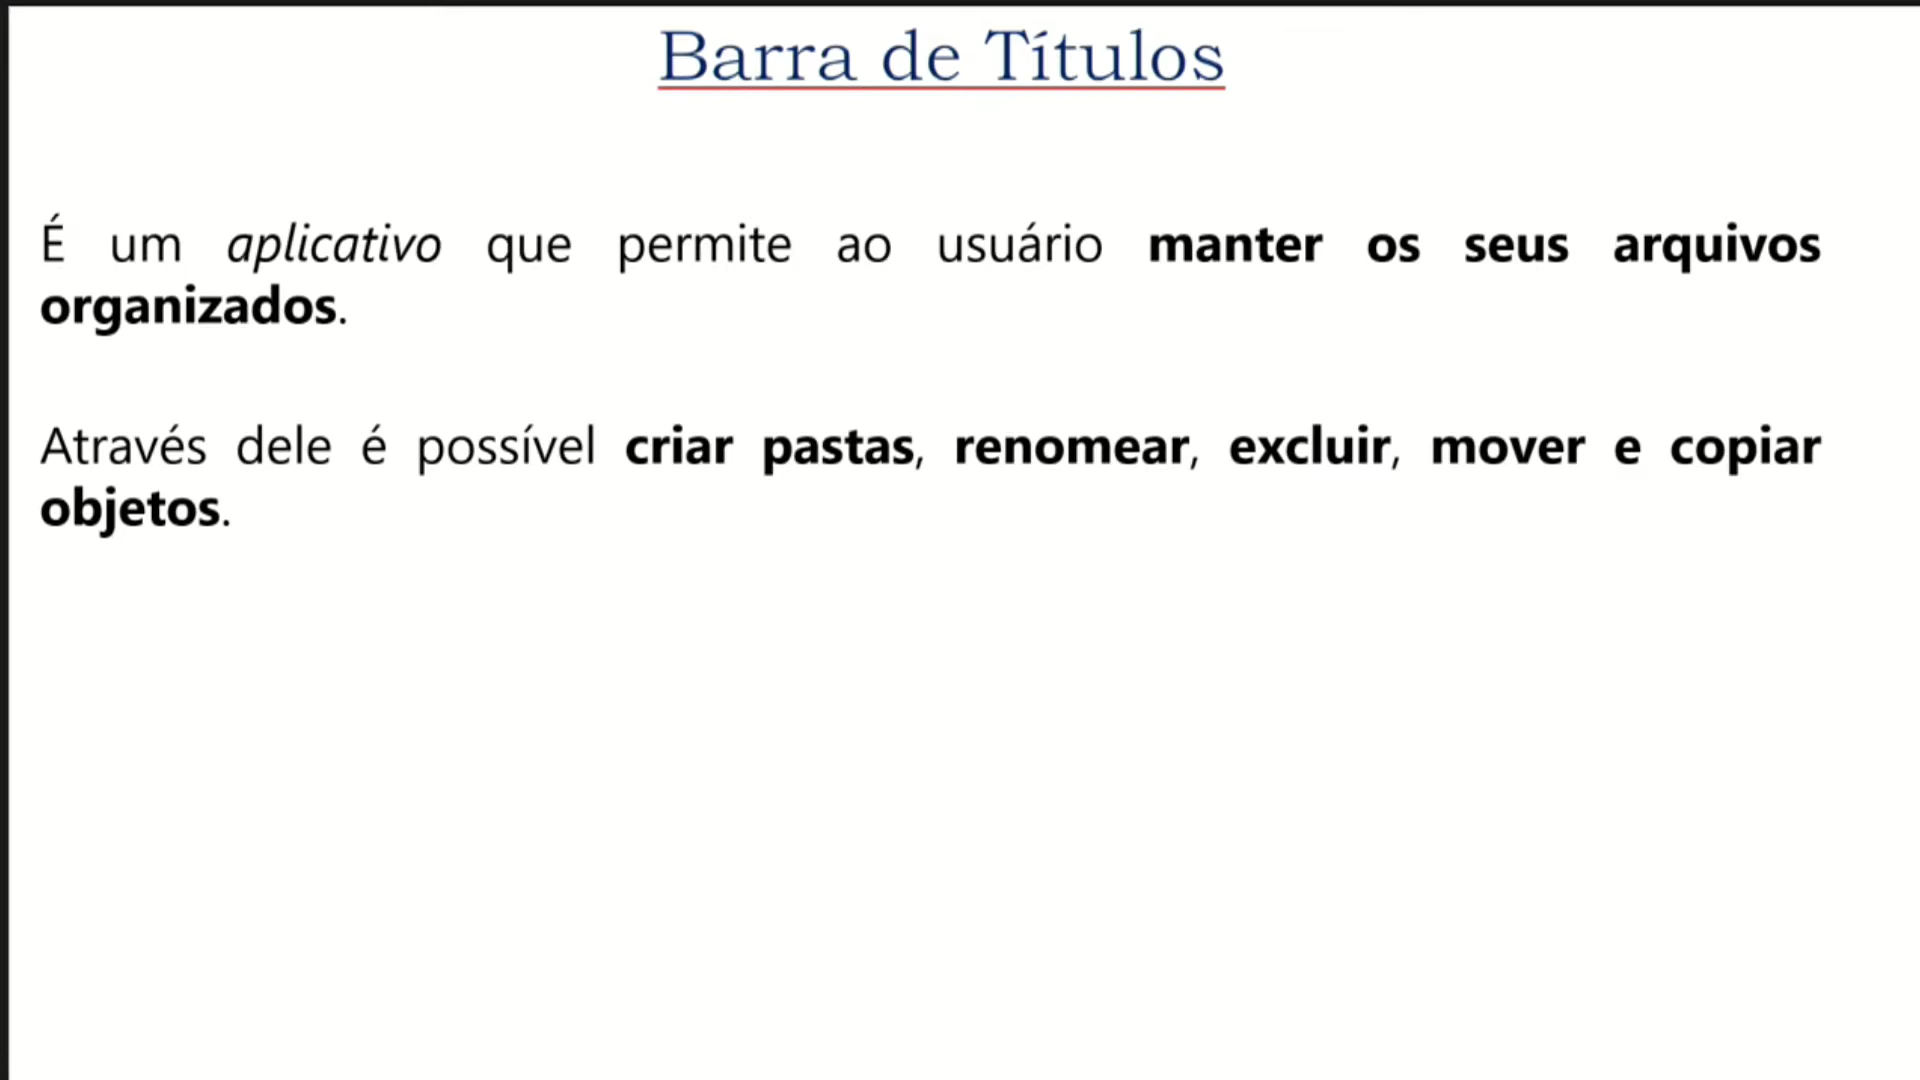 Barra de Títulos
É um aplicativo que permite ao usuário manter os seus arquivos
organizados.
Através dele é possível criar pastas, renomear, excluir, mover e copiar
objetos.